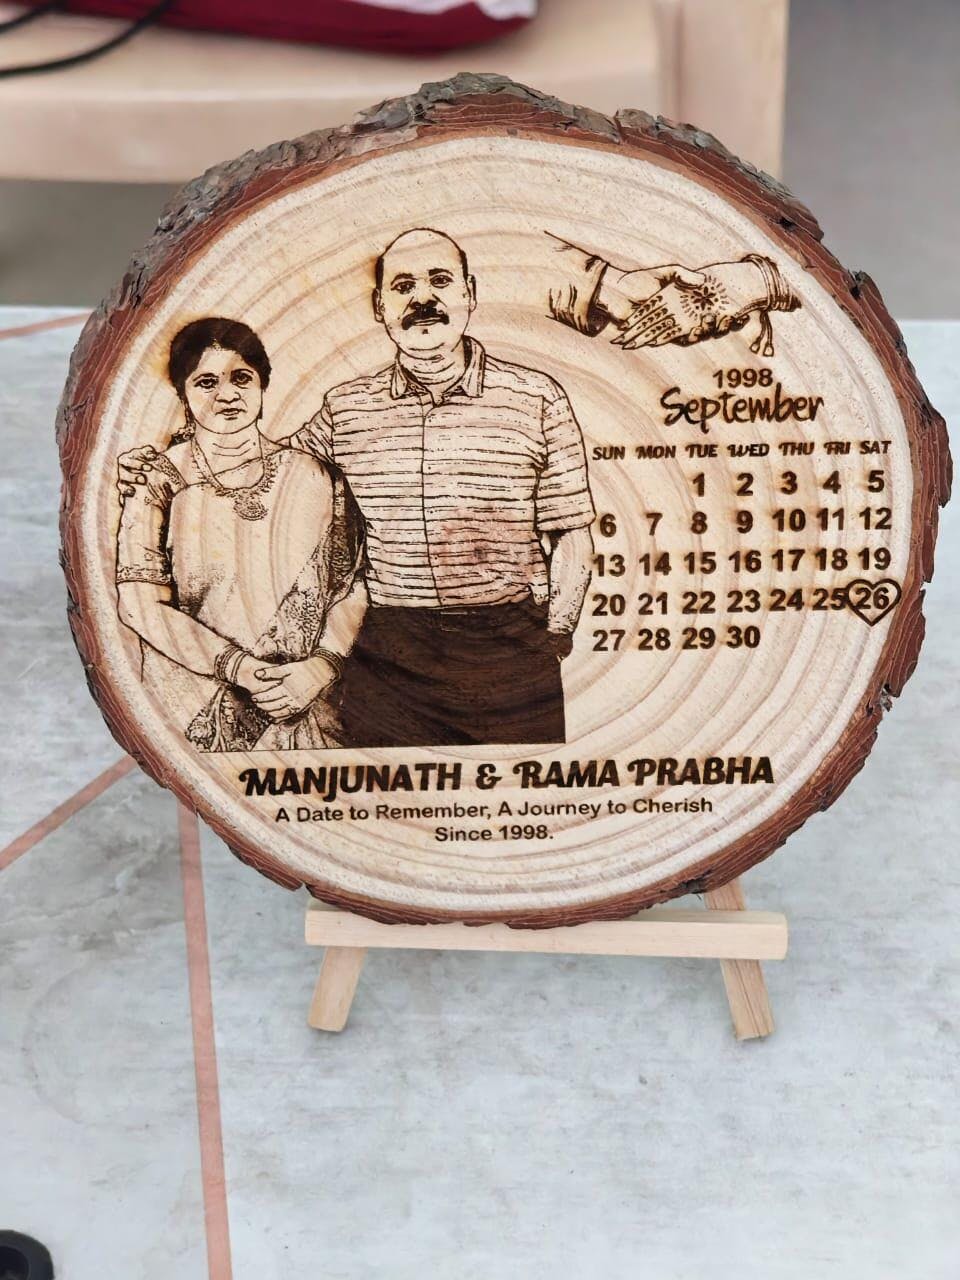 1998
September
SUN MON TUE WED THU FRI SAT
1 2 3 4 5
6 7 8 9 10 11 12
13 14 15 16 17 18 19
20 21 22 23 24 25 26
27 28 29 30
MANJUNATH & RAMA PRABHA
A Date to Remember, A Journey to Cherish
Since 1998.